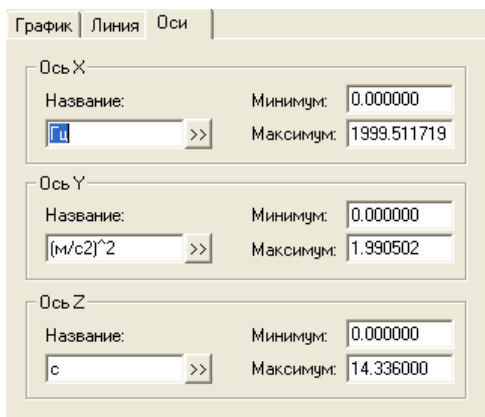 График Линия Оси
Ось X
Название: Минимум: 0.000000
Гц >> Максимум: 1999.511719
Ось Y
Название: Минимум: 0.000000
(м/с2)^2 >> Максимум: 1.990502
Ось Z
Название: Минимум: 0.000000
с >> Максимум: 14.336000